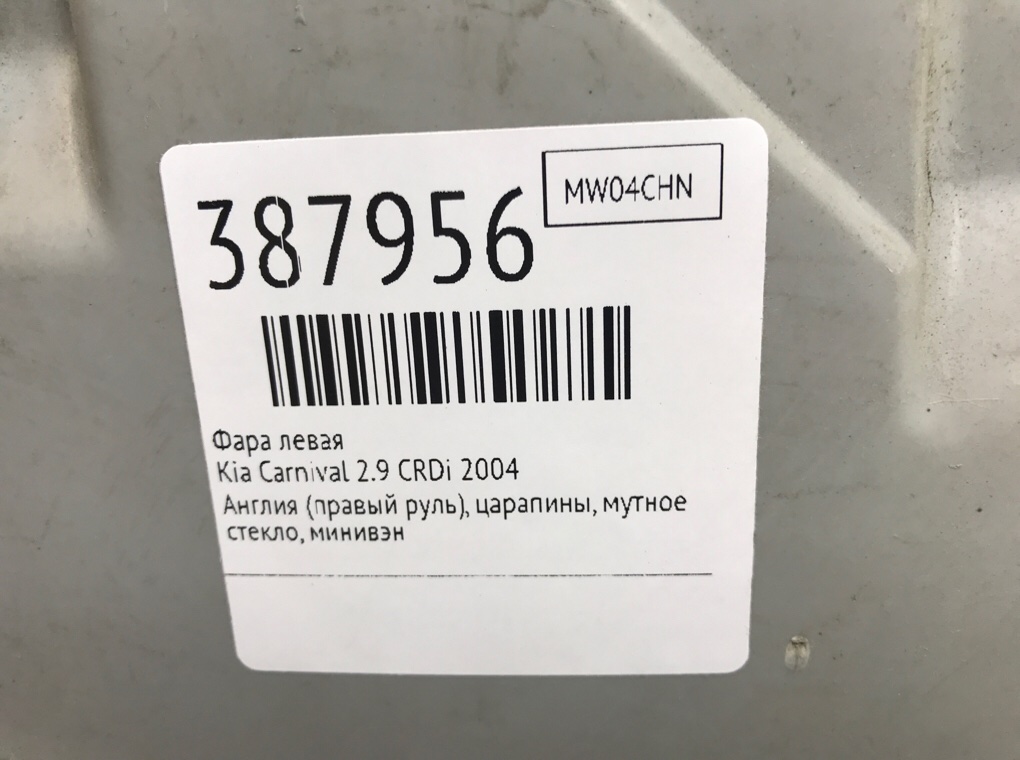 387956
MW04CHN
Фара левая
Kia Carnival 2.9 CRDi 2004
Англия (правый руль), царапины, мутное
стекло, минивэн